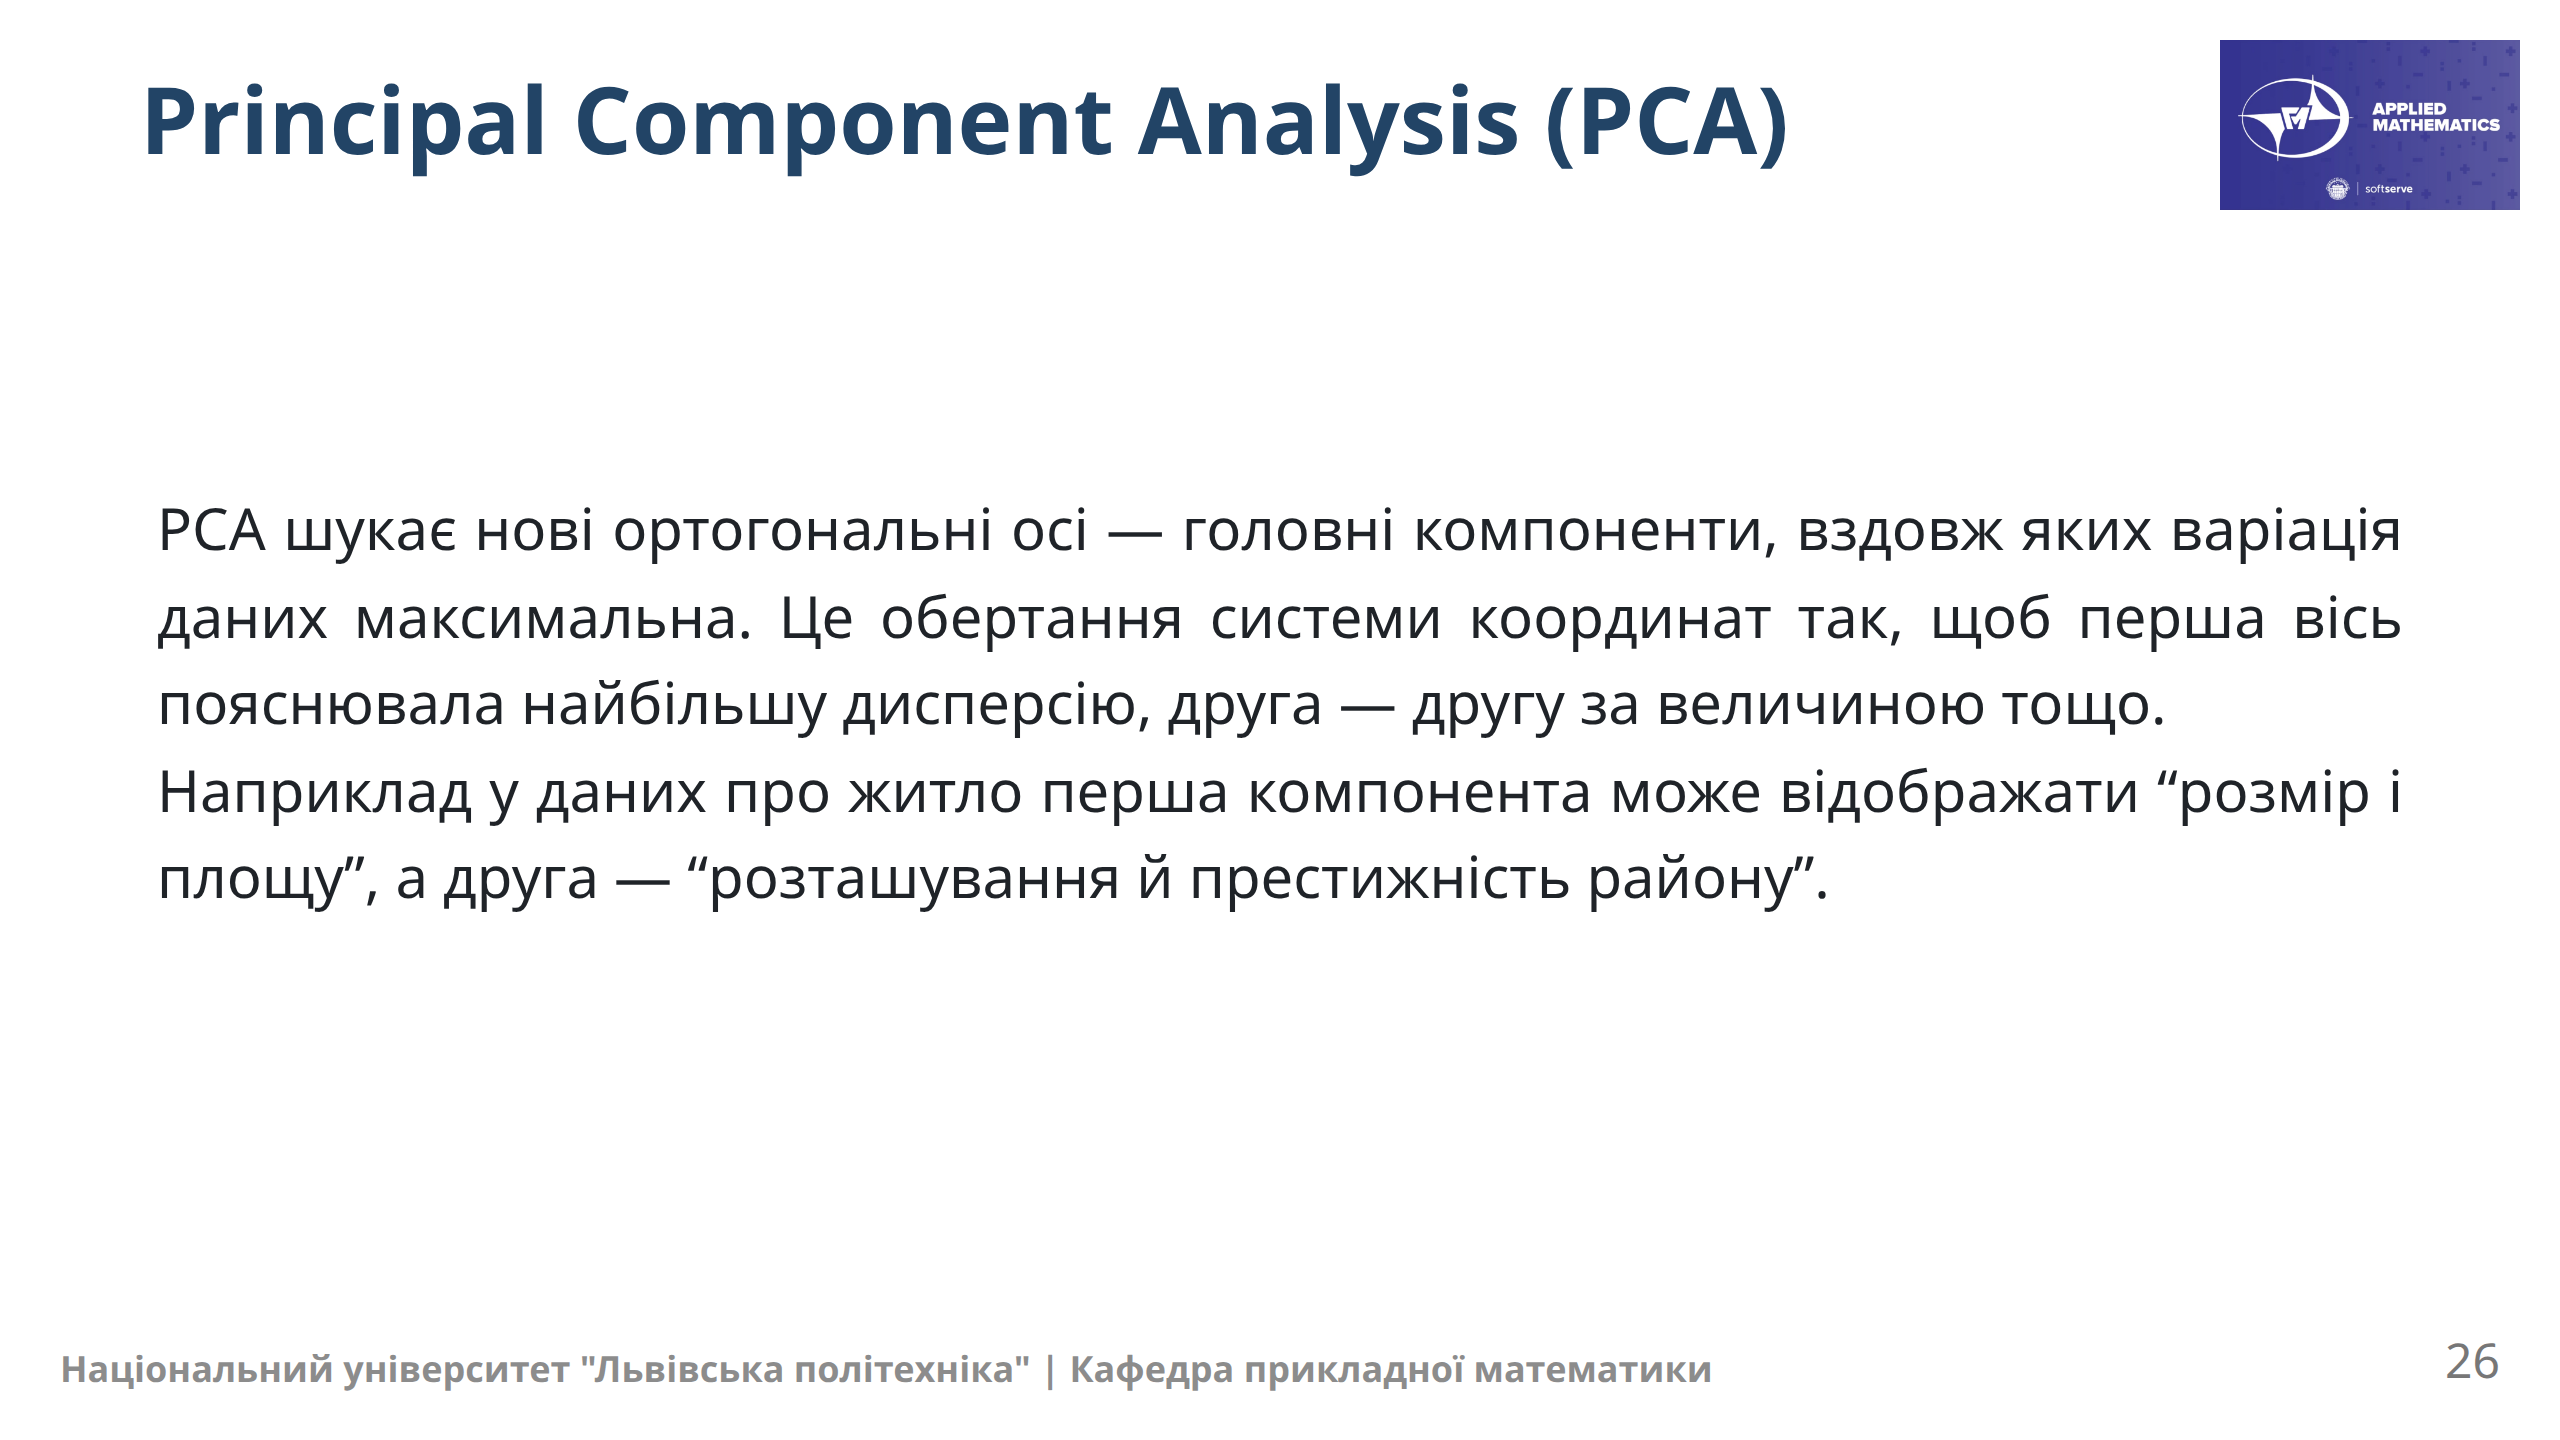 Principal Component Analysis (PCA)
APPLIED
MATHEMATICS
softserve
PCA шукає нові ортогональні осі — головні компоненти, вздовж яких варіація
даних максимальна. Це обертання системи координат так, щоб перша вісь
пояснювала найбільшу дисперсію, друга — другу за величиною тощо.
Наприклад у даних про житло перша компонента може відображати “розмір і
площу”, а друга — “розташування й престижність району”.
Національний університет "Львівська політехніка" | Кафедра прикладної математики
26